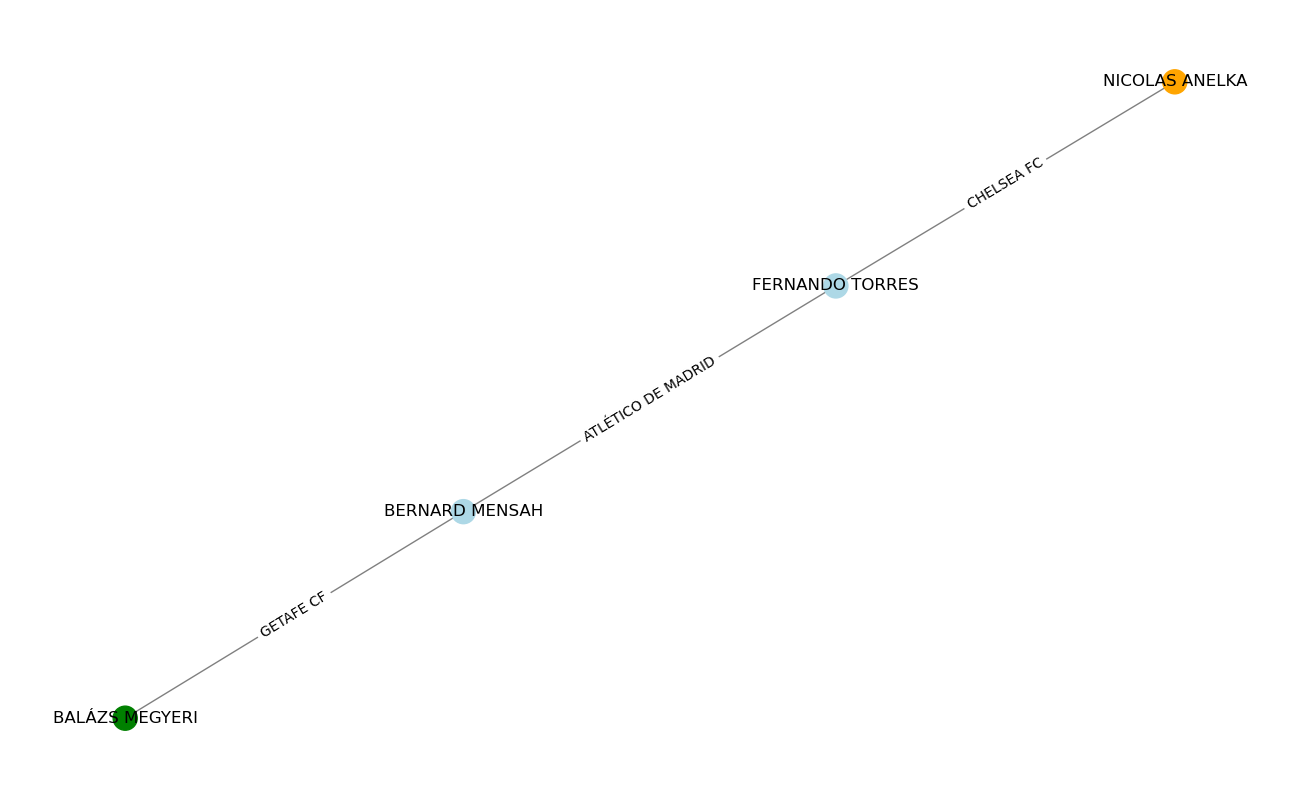 NICOLAS ANELKA
CHELSEA FC
FERNANDO TORRES
ATLÉTICO DE MADRID
BERNARD MENSAH
GETAFE CF
BALÁZS MEGYERI